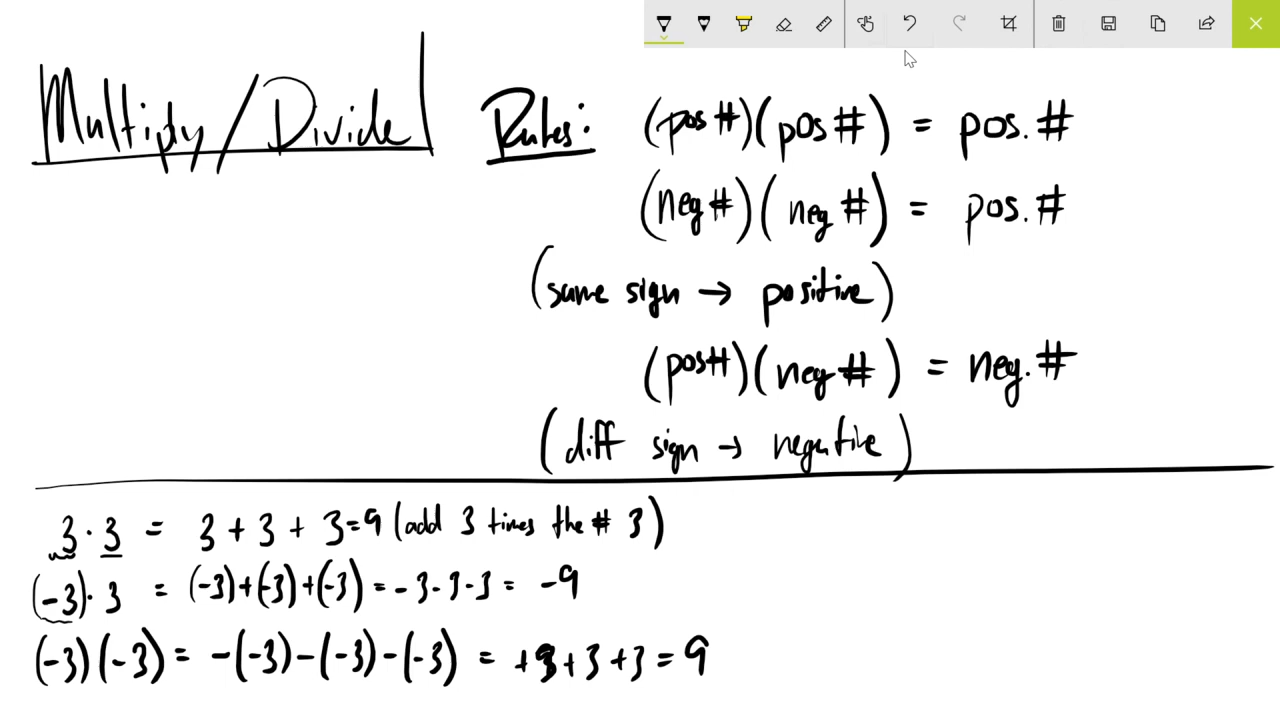 Multiply/Divide
Rules: (pos #)(pos #) = pos. #
(neg #)(neg #) = pos. #
(same sign → positive)
(pos #)(neg #) = neg. #
(diff sign → negative)
3 · 3 = 3 + 3 + 3 = 9 (add 3 times the # 3)
(-3) · 3 = (-3) + (-3) + (-3) = -3 - 3 - 3 = -9
(-3)(-3) = -(-3) - (-3) - (-3) = +3 + 3 + 3 = 9